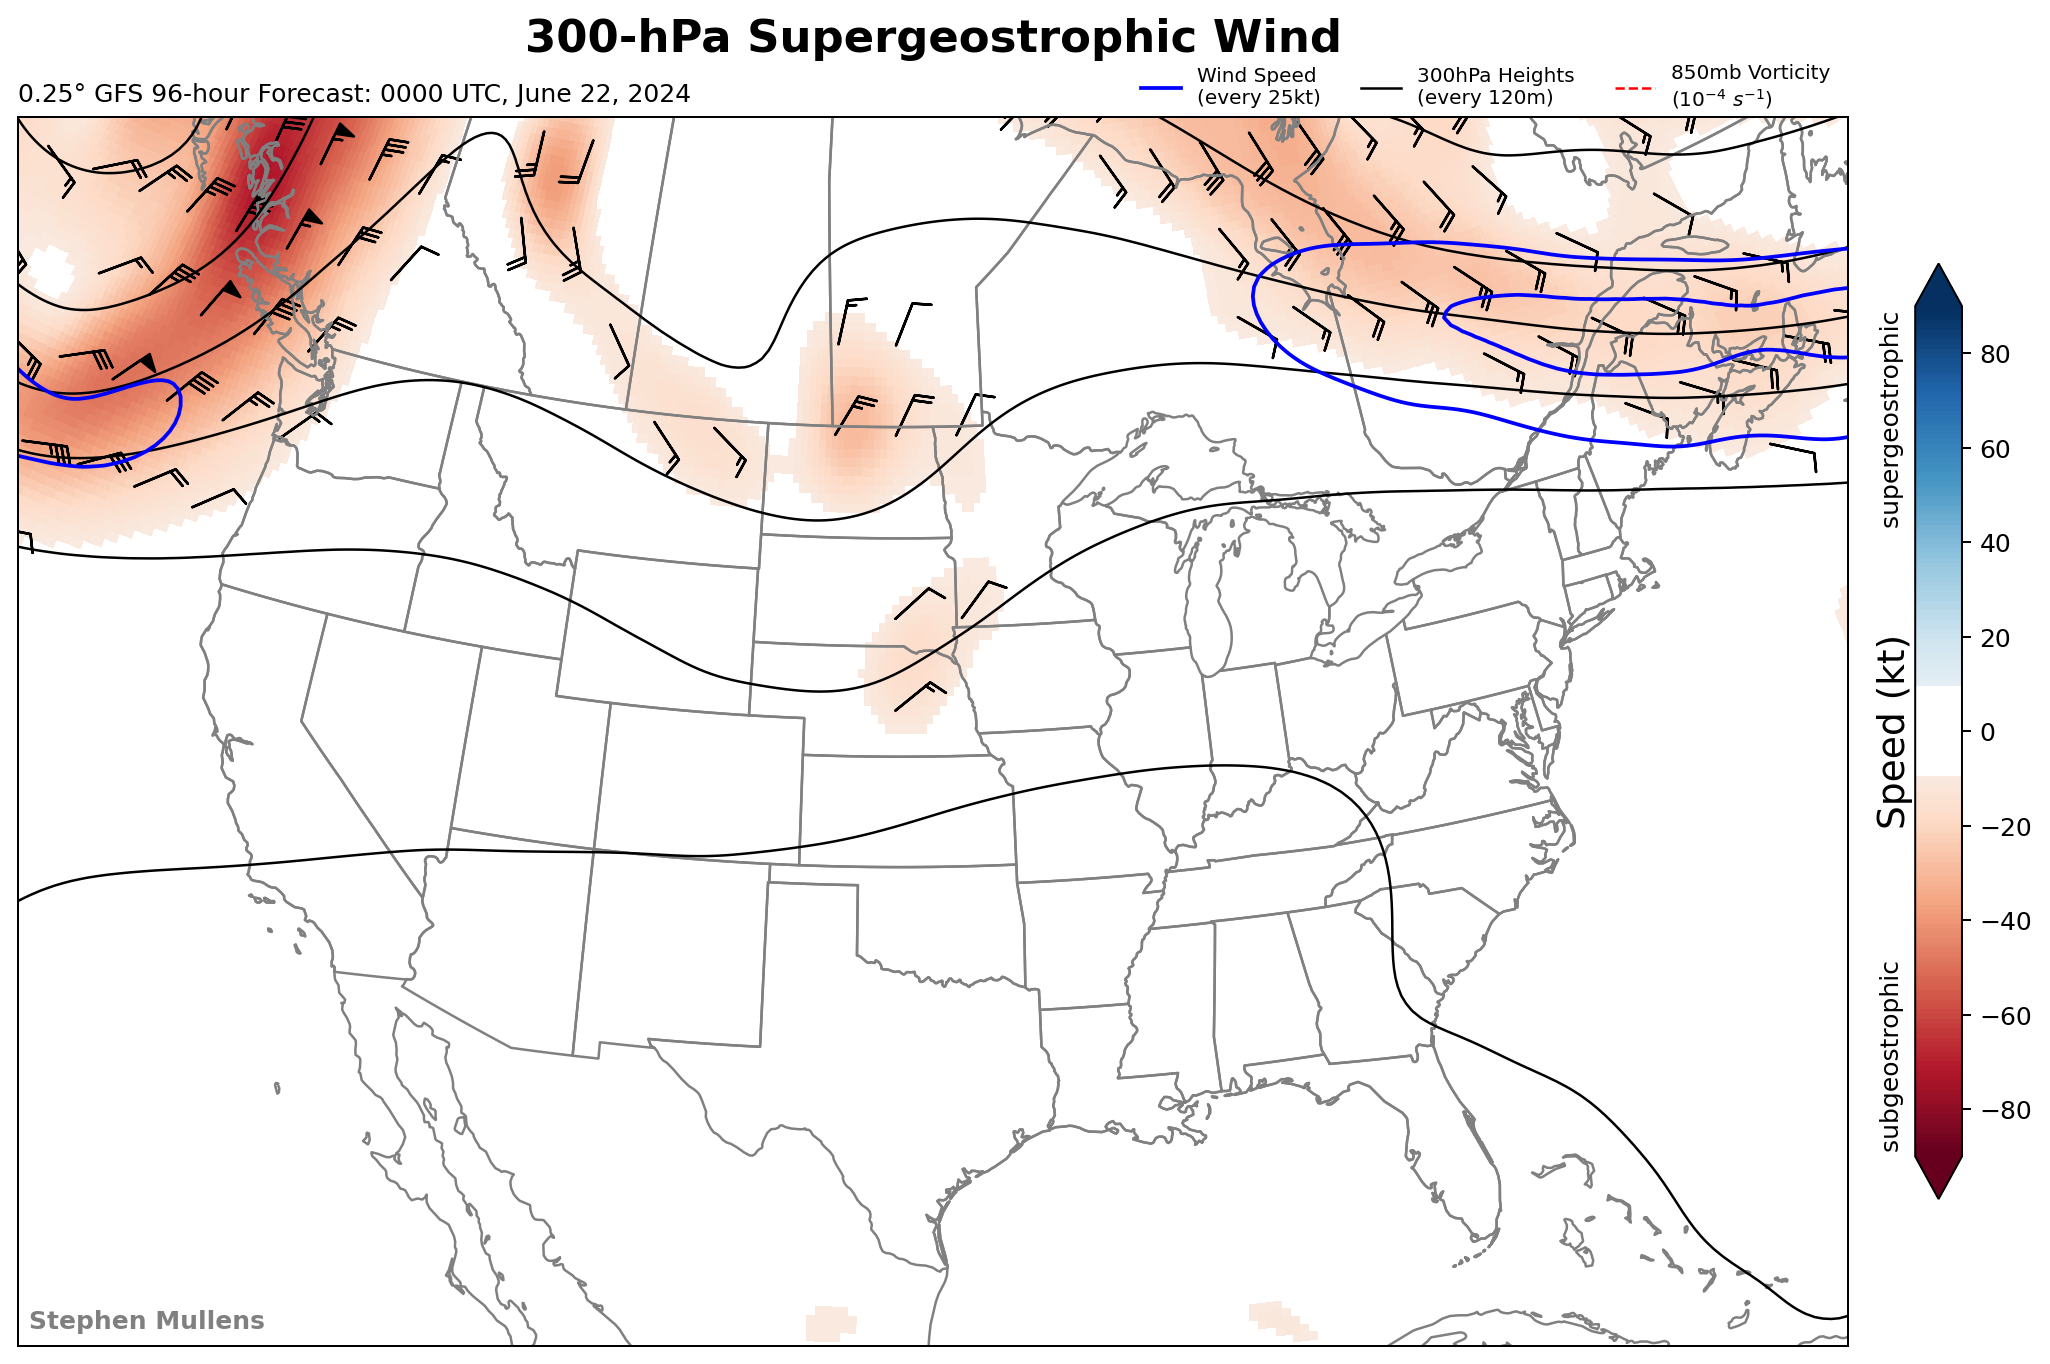 300-hPa Supergeostrophic Wind
0.25° GFS 96-hour Forecast: 0000 UTC, June 22, 2024
Wind Speed
(every 25kt)
300hPa Heights
(every 120m)
850mb Vorticity
(10⁻⁴ s⁻¹)
supergeostrophic
Speed (kt)
subgeostrophic
80
60
40
20
0
−20
−40
−60
−80
Stephen Mullens